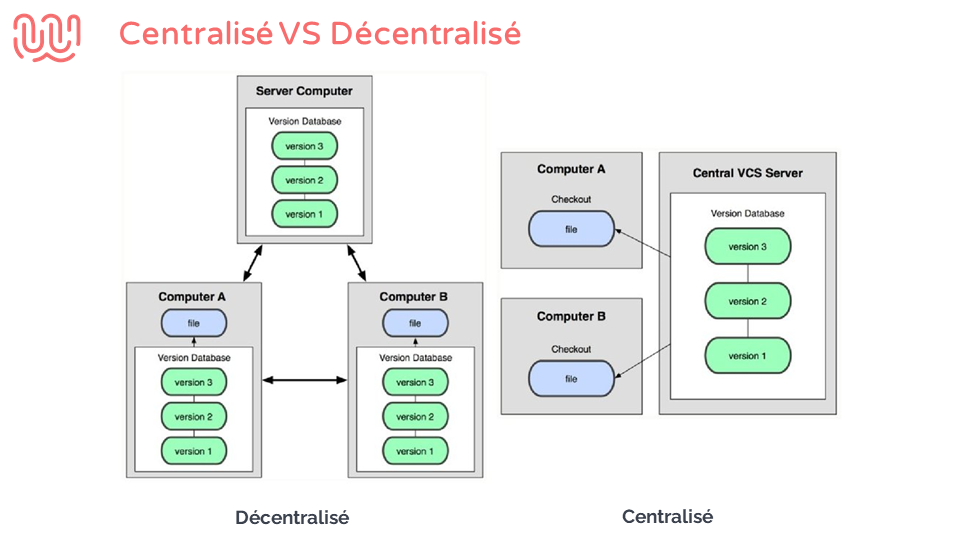 Centralisé VS Décentralisé
Server Computer
Version Database
version 3
version 2
version 1
Computer A
file
Version Database
version 3
version 2
version 1
Computer B
file
Version Database
version 3
version 2
version 1
Décentralisé
Computer A
Checkout
file
Computer B
Checkout
file
Central VCS Server
Version Database
version 3
version 2
version 1
Centralisé